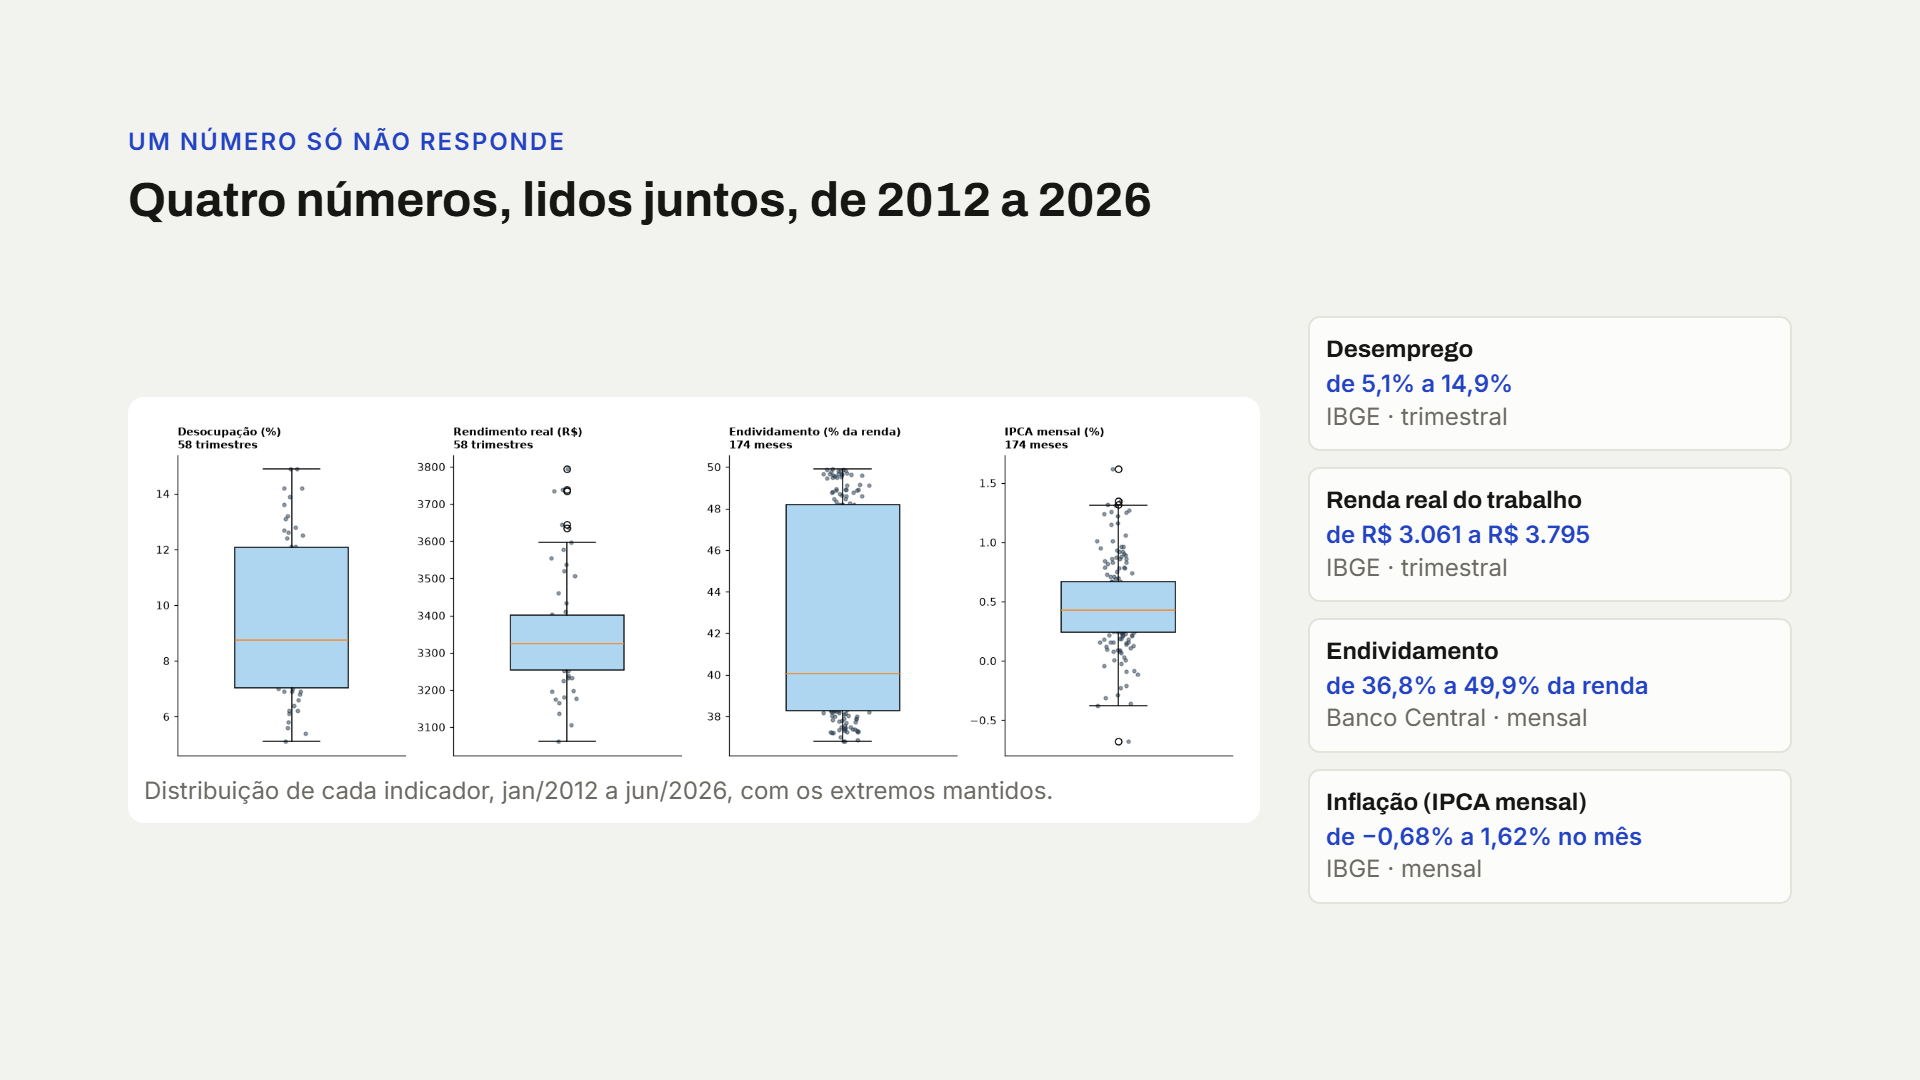 UM NÚMERO SÓ NÃO RESPONDE
Quatro números, lidos juntos, de 2012 a 2026
Desocupação (%)
58 trimestres
14
12
10
8
6
Rendimento real (R$)
58 trimestres
3800
3700
3600
3500
3400
3300
3200
3100
Endividamento (% da renda)
174 meses
50
48
46
44
42
40
38
IPCA mensal (%)
174 meses
1.5
1.0
0.5
0.0
−0.5
Distribuição de cada indicador, jan/2012 a jun/2026, com os extremos mantidos.
Desemprego
de 5,1% a 14,9%
IBGE · trimestral
Renda real do trabalho
de R$ 3.061 a R$ 3.795
IBGE · trimestral
Endividamento
de 36,8% a 49,9% da renda
Banco Central · mensal
Inflação (IPCA mensal)
de −0,68% a 1,62% no mês
IBGE · mensal